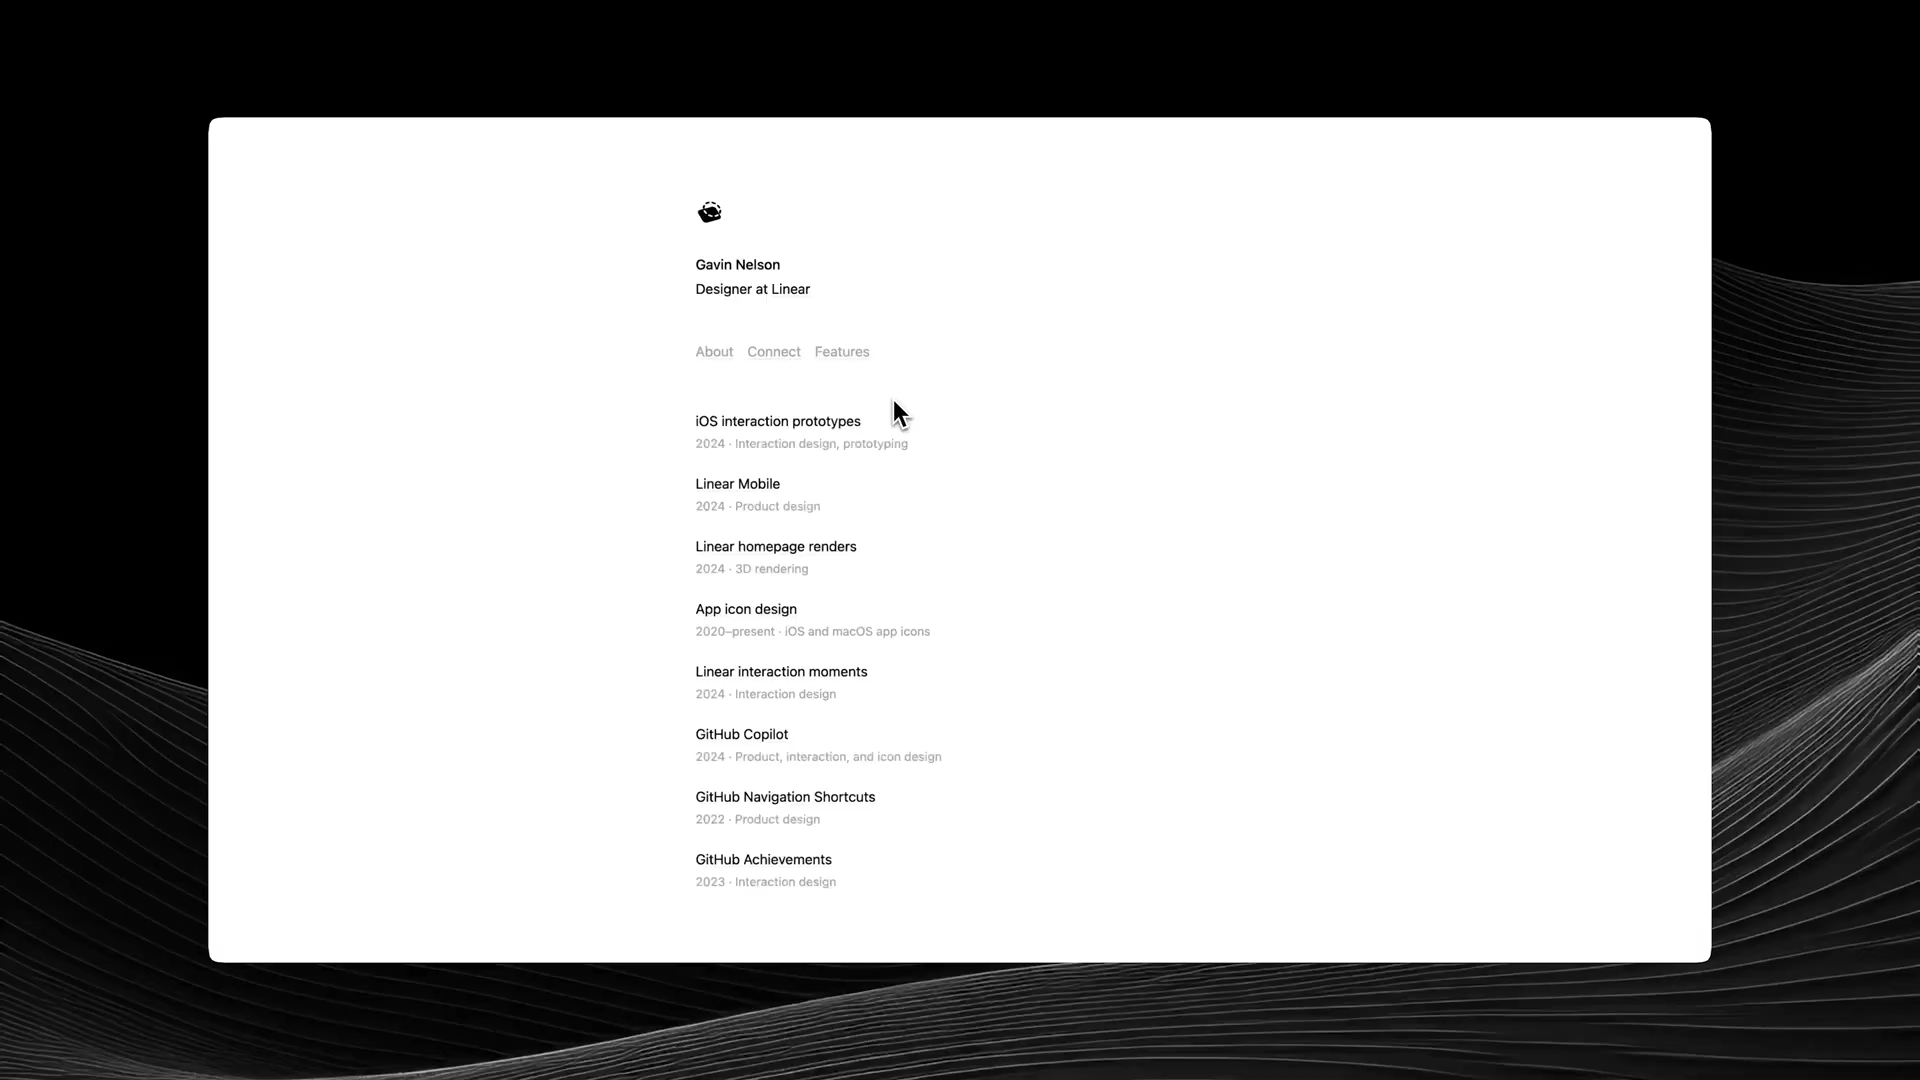 Gavin Nelson
Designer at Linear
About Connect Features
iOS interaction prototypes
2024 · Interaction design, prototyping
Linear Mobile
2024 · Product design
Linear homepage renders
2024 · 3D rendering
App icon design
2020–present · iOS and macOS app icons
Linear interaction moments
2024 · Interaction design
GitHub Copilot
2024 · Product, interaction, and icon design
GitHub Navigation Shortcuts
2022 · Product design
GitHub Achievements
2023 · Interaction design